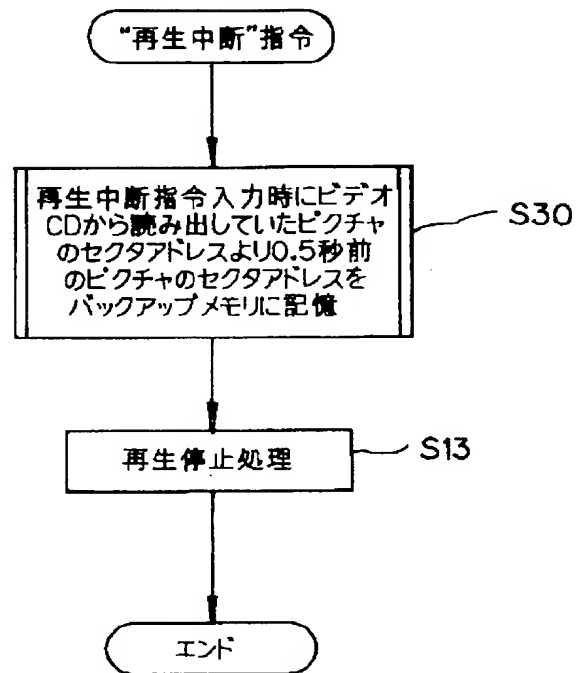 “再生中断”指令
再生中断指令入力時にビデオ
CDから読み出していたピクチャ
のセクタアドレスより0.5秒前
のピクチャのセクタアドレスを
バックアップメモリに記憶
S30
再生停止処理
S13
エンド